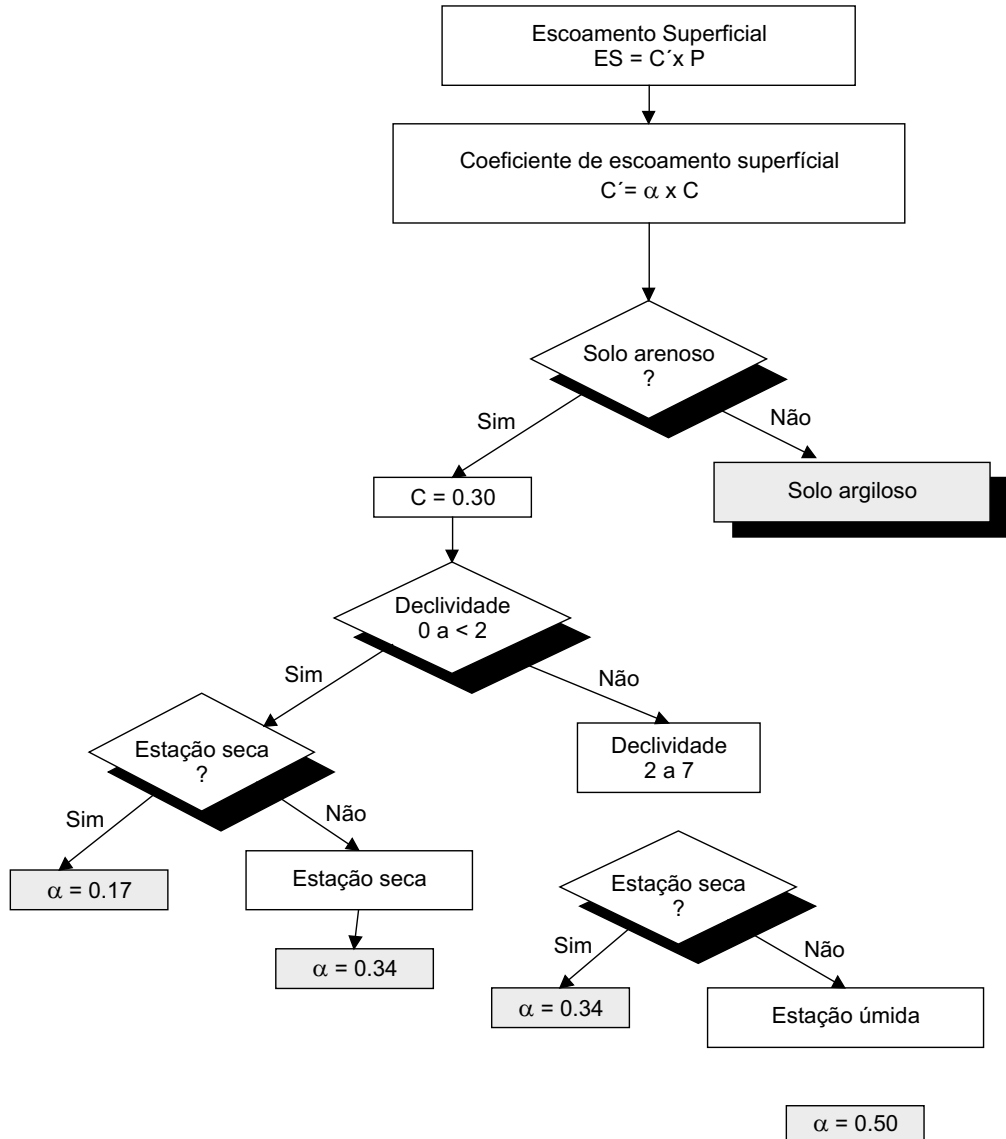 Escoamento Superficial
ES = C´x P
Coeficiente de escoamento superfícial
C´= α x C
Solo arenoso
?
Sim
Não
C = 0.30
Solo argiloso
Declividade
0 a < 2
Sim
Não
Estação seca
?
Declividade
2 a 7
Sim
Não
α = 0.17
Estação seca
α = 0.34
Estação seca
?
Sim
Não
α = 0.34
Estação úmida
α = 0.50